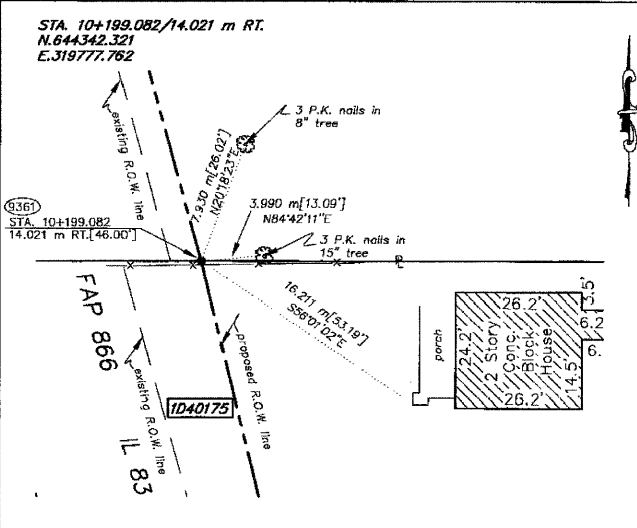 STA. 10+199.082/14.021 m RT.
N.644342.321
E.319777.762
existing R.O.W. line
3 P.K. nails in
8" tree
7.930 m[26.02']
N20°18'23"E
3.990 m[13.09']
N84°42'11"E
3 P.K. nails in
15" tree
9361
STA. 10+199.082
14.021 m RT.[46.00']
16.211 m[53.19']
S56°01'02"E
FAP 866
IL 83
existing R.O.W. line
proposed R.O.W. line
1D40175
porch
26.2'
24.2'
2 Story
Conc.
Block
House
14.5'
26.2'
3.5'
6.2
6.